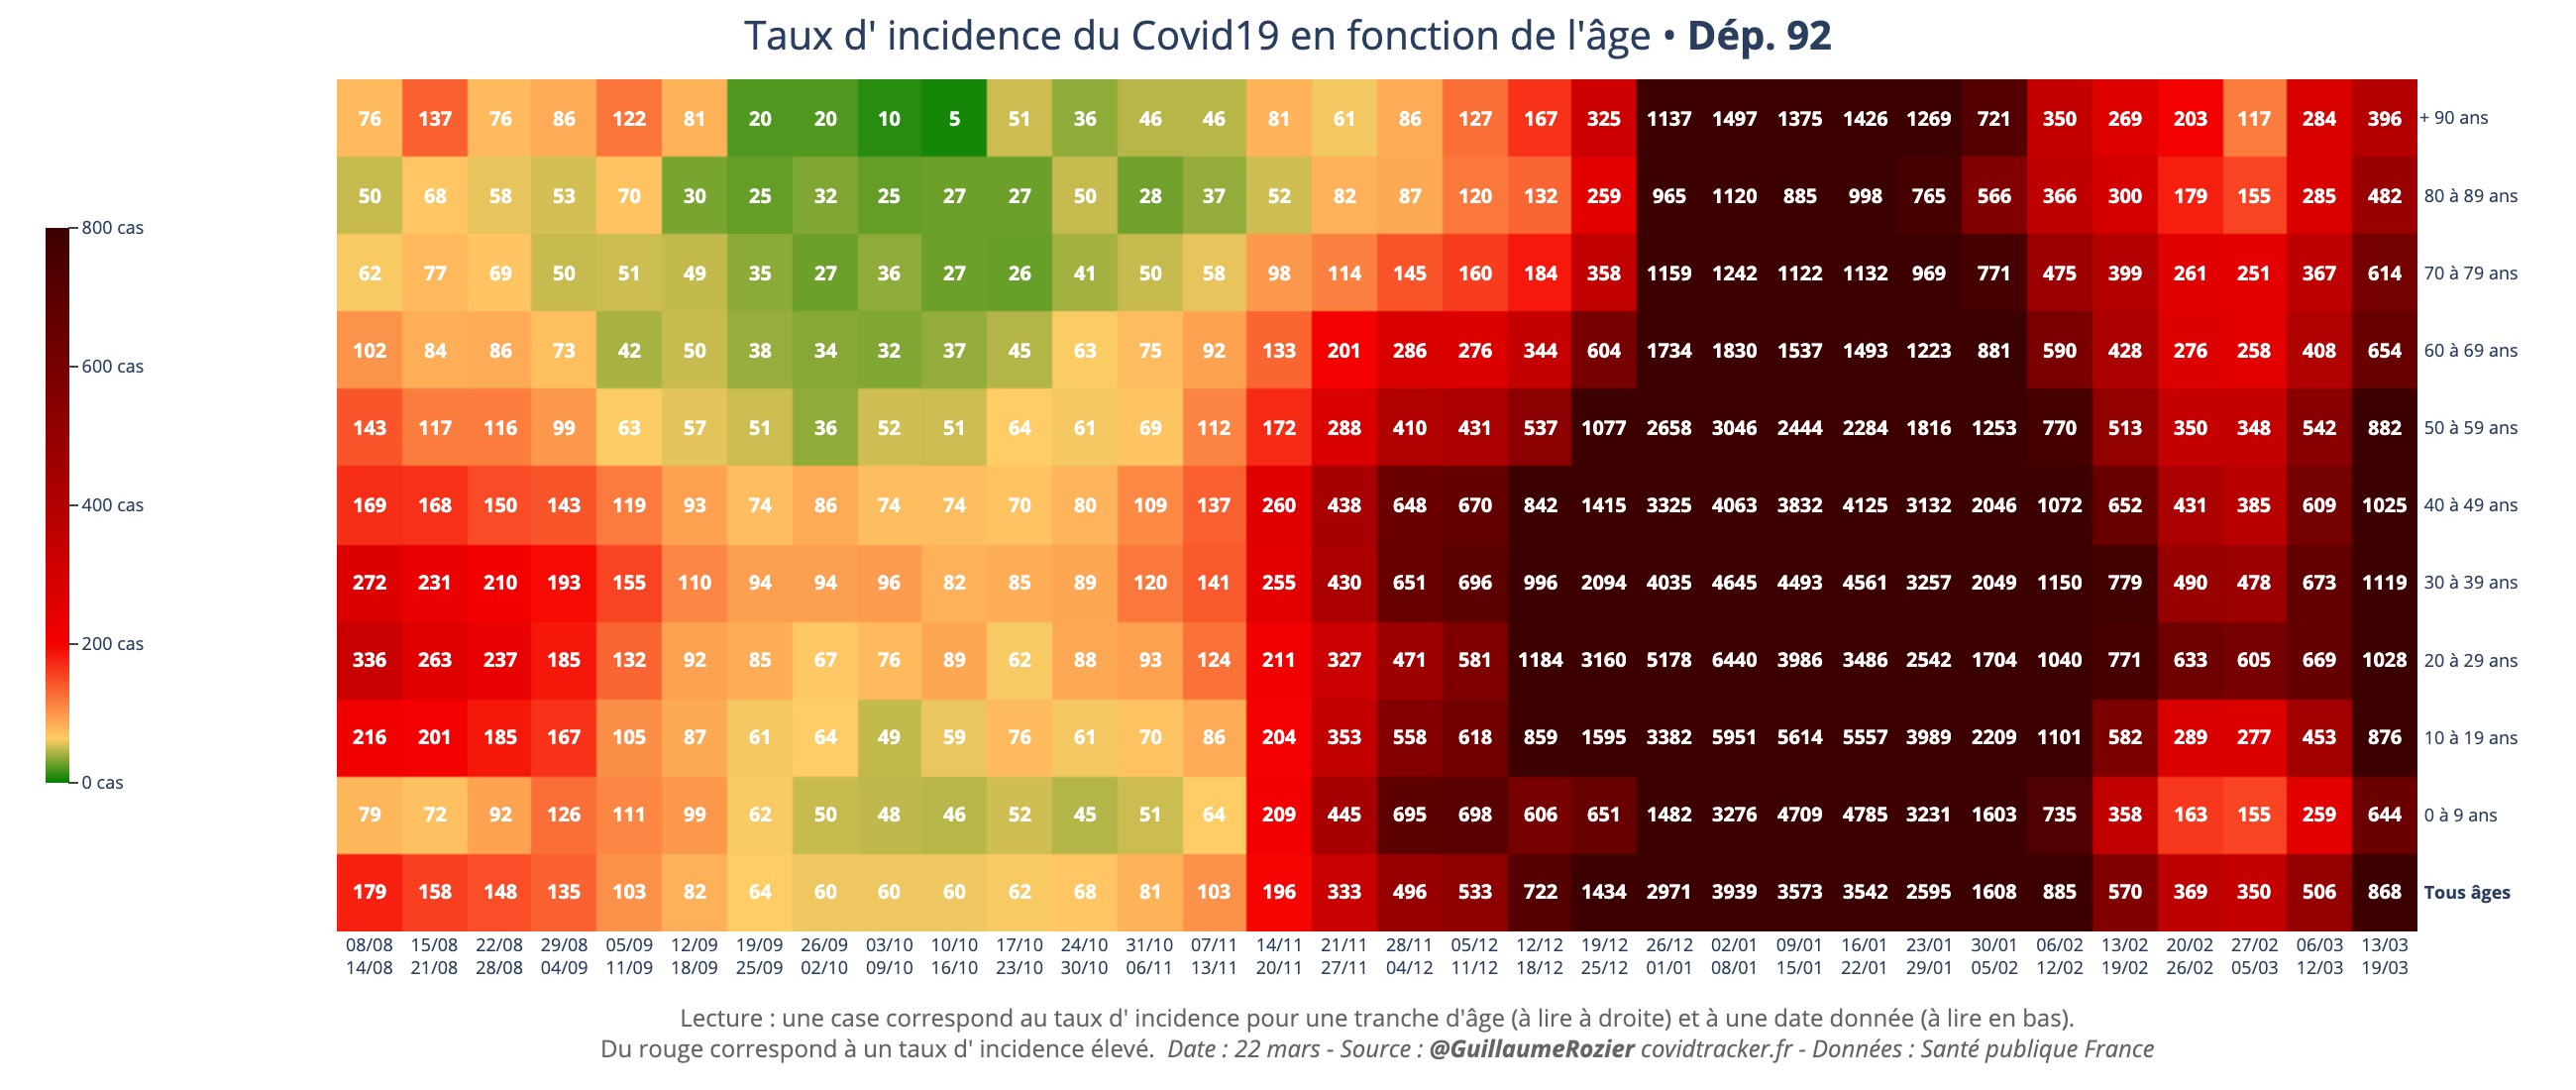 Taux d' incidence du Covid19 en fonction de l'âge • Dép. 92
800 cas
600 cas
400 cas
200 cas
0 cas
76 137 76 86 122 81 20 20 10 5 51 36 46 46 81 61 86 127 167 325 1137 1497 1375 1426 1269 721 350 269 203 117 284 396 + 90 ans
50 68 58 53 70 30 25 32 25 27 27 50 28 37 52 82 87 120 132 259 965 1120 885 998 765 566 366 300 179 155 285 482 80 à 89 ans
62 77 69 50 51 49 35 27 36 27 26 41 50 58 98 114 145 160 184 358 1159 1242 1122 1132 969 771 475 399 261 251 367 614 70 à 79 ans
102 84 86 73 42 50 38 34 32 37 45 63 75 92 133 201 286 276 344 604 1734 1830 1537 1493 1223 881 590 428 276 258 408 654 60 à 69 ans
143 117 116 99 63 57 51 36 52 51 64 61 69 112 172 288 410 431 537 1077 2658 3046 2444 2284 1816 1253 770 513 350 348 542 882 50 à 59 ans
169 168 150 143 119 93 74 86 74 74 70 80 109 137 260 438 648 670 842 1415 3325 4063 3832 4125 3132 2046 1072 652 431 385 609 1025 40 à 49 ans
272 231 210 193 155 110 94 94 96 82 85 89 120 141 255 430 651 696 996 2094 4035 4645 4493 4561 3257 2049 1150 779 490 478 673 1119 30 à 39 ans
336 263 237 185 132 92 85 67 76 89 62 88 93 124 211 327 471 581 1184 3160 5178 6440 3986 3486 2542 1704 1040 771 633 605 669 1028 20 à 29 ans
216 201 185 167 105 87 61 64 49 59 76 61 70 86 204 353 558 618 859 1595 3382 5951 5614 5557 3989 2209 1101 582 289 277 453 876 10 à 19 ans
79 72 92 126 111 99 62 50 48 46 52 45 51 64 209 445 695 698 606 651 1482 3276 4709 4785 3231 1603 735 358 163 155 259 644 0 à 9 ans
179 158 148 135 103 82 64 60 60 60 62 68 81 103 196 333 496 533 722 1434 2971 3939 3573 3542 2595 1608 885 570 369 350 506 868 Tous âges
08/08 15/08 22/08 29/08 05/09 12/09 19/09 26/09 03/10 10/10 17/10 24/10 31/10 07/11 14/11 21/11 28/11 05/12 12/12 19/12 26/12 02/01 09/01 16/01 23/01 30/01 06/02 13/02 20/02 27/02 06/03 13/03
14/08 21/08 28/08 04/09 11/09 18/09 25/09 02/10 09/10 16/10 23/10 30/10 06/11 13/11 20/11 27/11 04/12 11/12 18/12 25/12 01/01 08/01 15/01 22/01 29/01 05/02 12/02 19/02 26/02 05/03 12/03 19/03
Lecture : une case correspond au taux d' incidence pour une tranche d'âge (à lire à droite) et à une date donnée (à lire en bas).
Du rouge correspond à un taux d' incidence élevé. Date : 22 mars - Source : @GuillaumeRozier covidtracker.fr - Données : Santé publique France